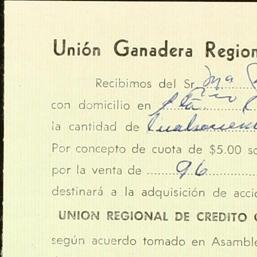 Unión Ganadera Region
Recibimos del Sr.
con domicilio en
la cantidad de
Por concepto de cuota de $5.00
por la venta de 96
destinará a la adquisición de acci
UNION REGIONAL DE CREDITO
según acuerdo tomado en Asamble